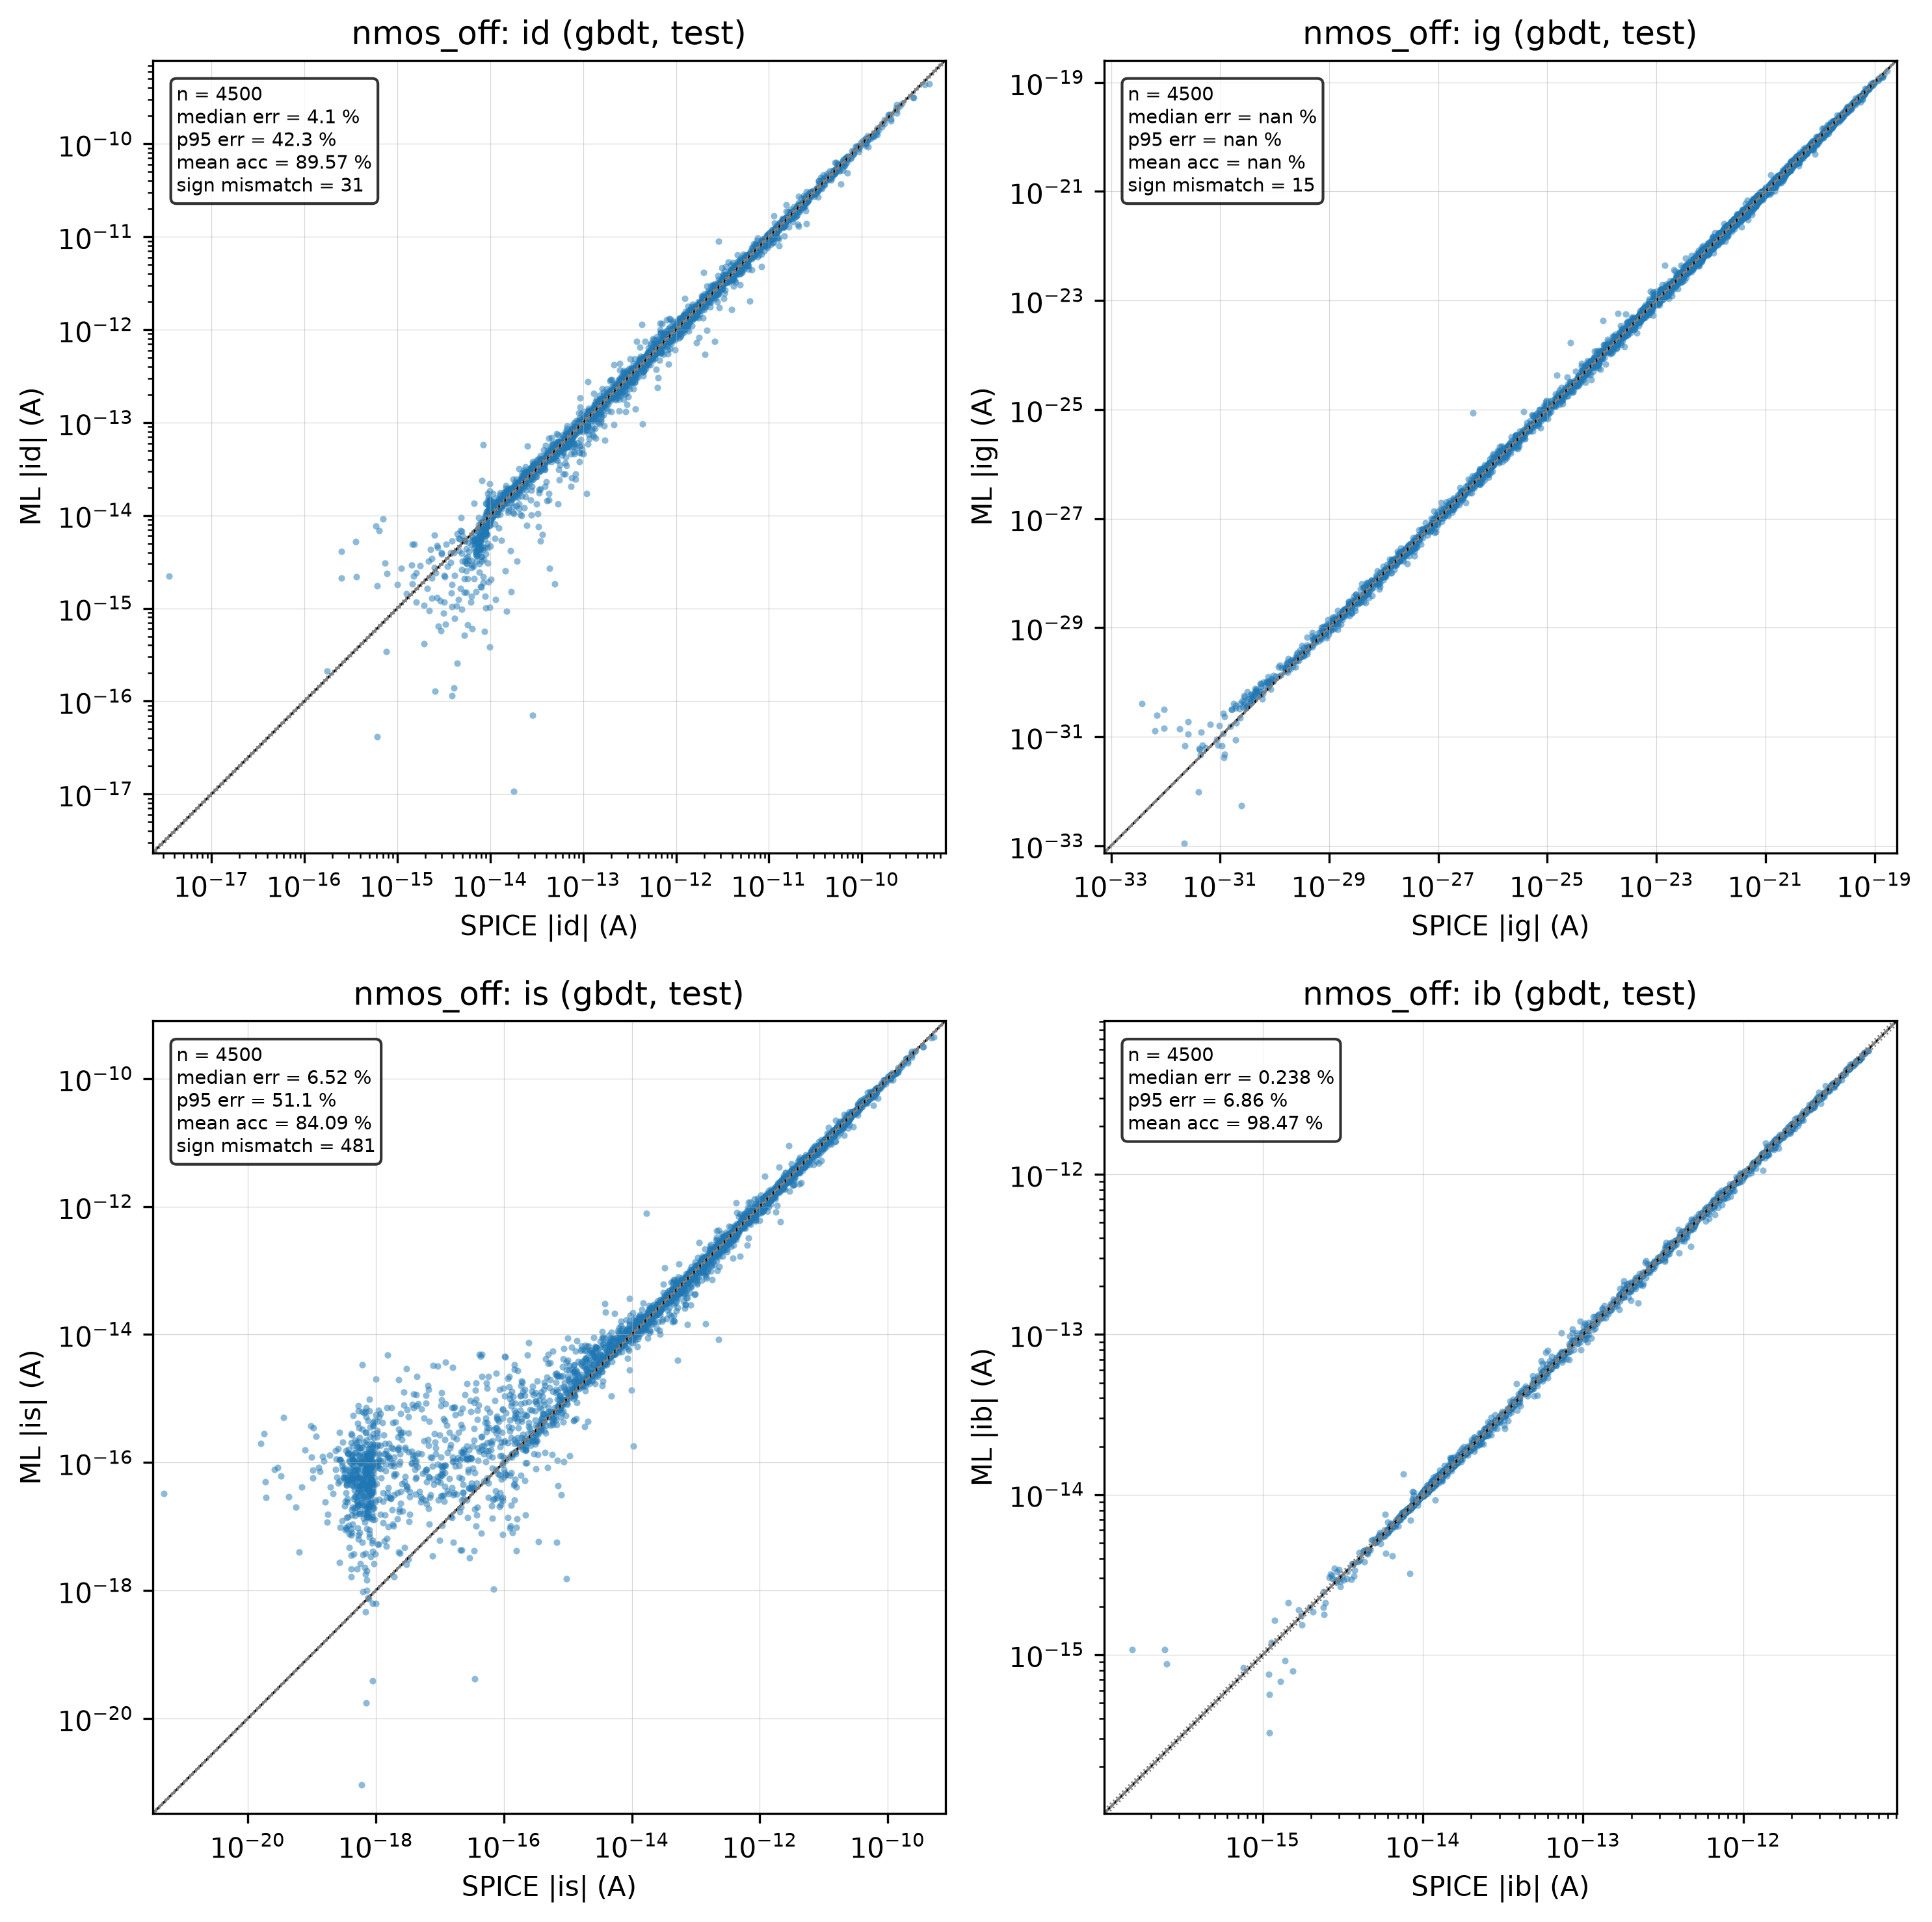 nmos_off: id (gbdt, test)
n = 4500
median err = 4.1 %
p95 err = 42.3 %
mean acc = 89.57 %
sign mismatch = 31
ML |id| (A)
10⁻¹⁰
10⁻¹¹
10⁻¹²
10⁻¹³
10⁻¹⁴
10⁻¹⁵
10⁻¹⁶
10⁻¹⁷
10⁻¹⁷ 10⁻¹⁶ 10⁻¹⁵ 10⁻¹⁴ 10⁻¹³ 10⁻¹² 10⁻¹¹ 10⁻¹⁰
SPICE |id| (A)
nmos_off: ig (gbdt, test)
n = 4500
median err = nan %
p95 err = nan %
mean acc = nan %
sign mismatch = 15
ML |ig| (A)
10⁻¹⁹
10⁻²¹
10⁻²³
10⁻²⁵
10⁻²⁷
10⁻²⁹
10⁻³¹
10⁻³³
10⁻³³ 10⁻³¹ 10⁻²⁹ 10⁻²⁷ 10⁻²⁵ 10⁻²³ 10⁻²¹ 10⁻¹⁹
SPICE |ig| (A)
nmos_off: is (gbdt, test)
n = 4500
median err = 6.52 %
p95 err = 51.1 %
mean acc = 84.09 %
sign mismatch = 481
ML |is| (A)
10⁻¹⁰
10⁻¹²
10⁻¹⁴
10⁻¹⁶
10⁻¹⁸
10⁻²⁰
10⁻²⁰ 10⁻¹⁸ 10⁻¹⁶ 10⁻¹⁴ 10⁻¹² 10⁻¹⁰
SPICE |is| (A)
nmos_off: ib (gbdt, test)
n = 4500
median err = 0.238 %
p95 err = 6.86 %
mean acc = 98.47 %
ML |ib| (A)
10⁻¹²
10⁻¹³
10⁻¹⁴
10⁻¹⁵
10⁻¹⁵ 10⁻¹⁴ 10⁻¹³ 10⁻¹²
SPICE |ib| (A)